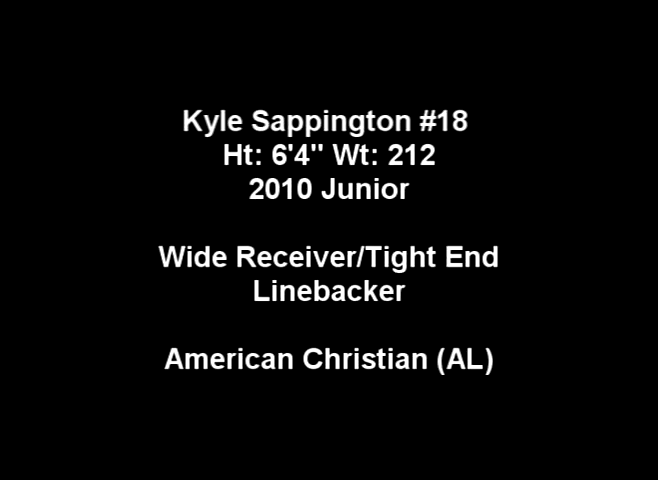 Kyle Sappington #18
Ht: 6'4" Wt: 212
2010 Junior
Wide Receiver/Tight End
Linebacker
American Christian (AL)